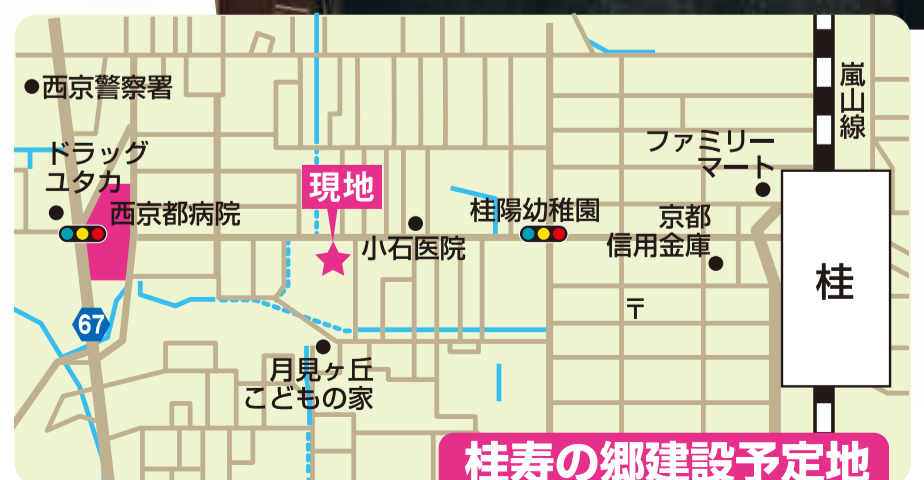 西京警察署
嵐山線
ドラッグ
ユタカ
ファミリー
マート
現地
西京都病院
桂陽幼稚園
京都
信用金庫
小石医院
桂
〒
67
月見ヶ丘
こどもの家
桂寿の郷建設予定地